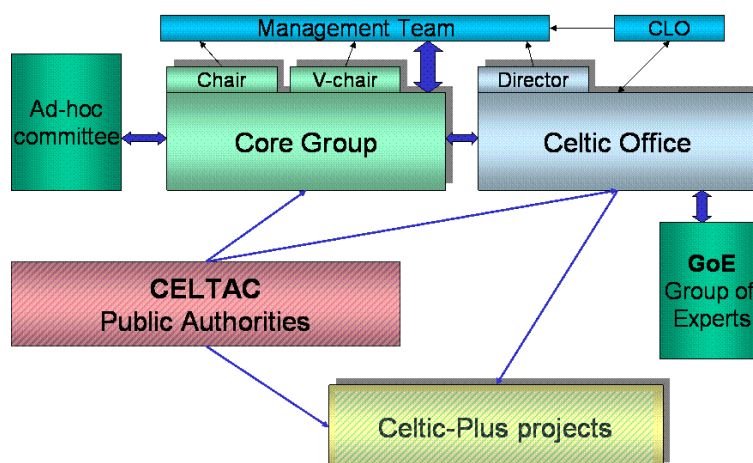 Management Team
CLO
Chair
V-chair
Director
Ad-hoc
committee
Core Group
Celtic Office
CELTAC
Public Authorities
GoE
Group of
Experts
Celtic-Plus projects